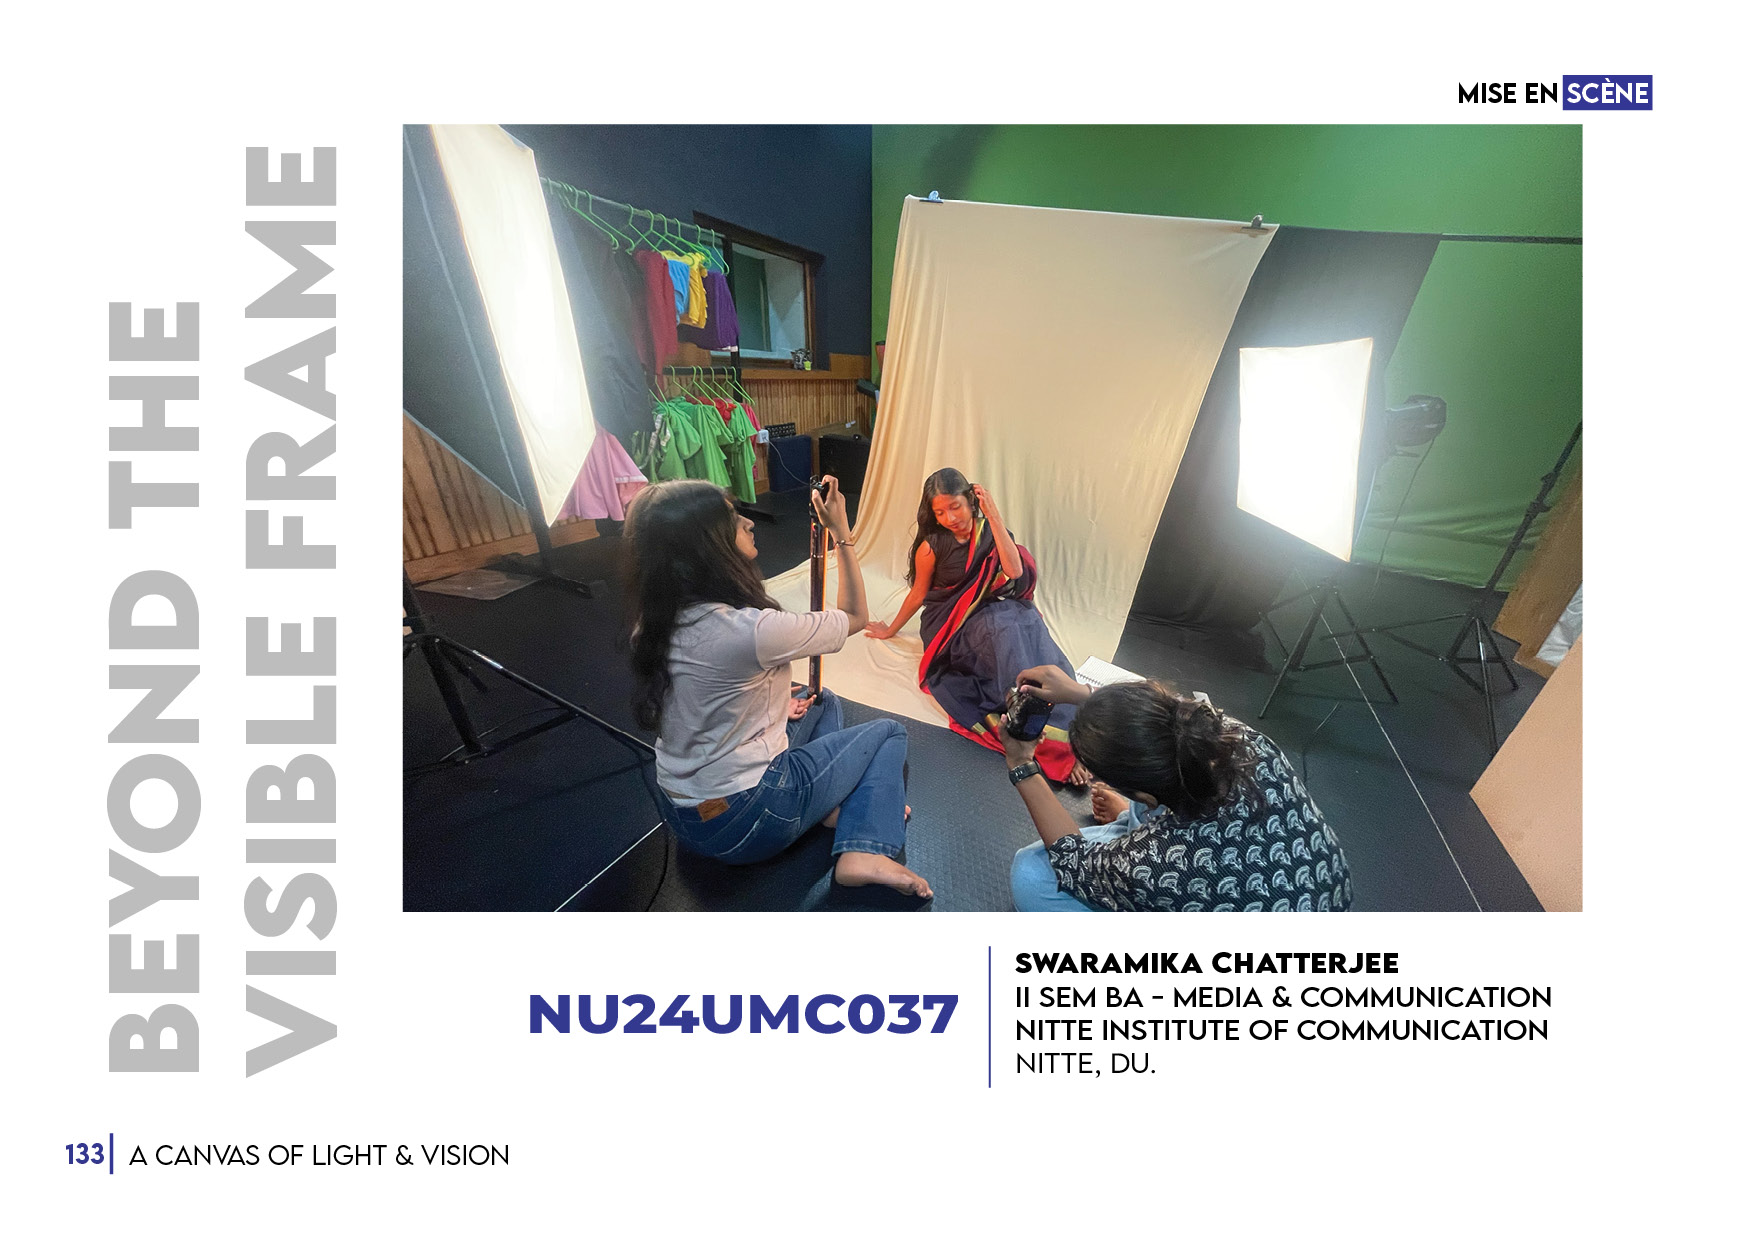 MISE EN SCÈNE
BEYOND THE
VISIBLE FRAME
NU24UMC037
SWARAMIKA CHATTERJEE
II SEM BA - MEDIA & COMMUNICATION
NITTE INSTITUTE OF COMMUNICATION
NITTE, DU.
133 A CANVAS OF LIGHT & VISION